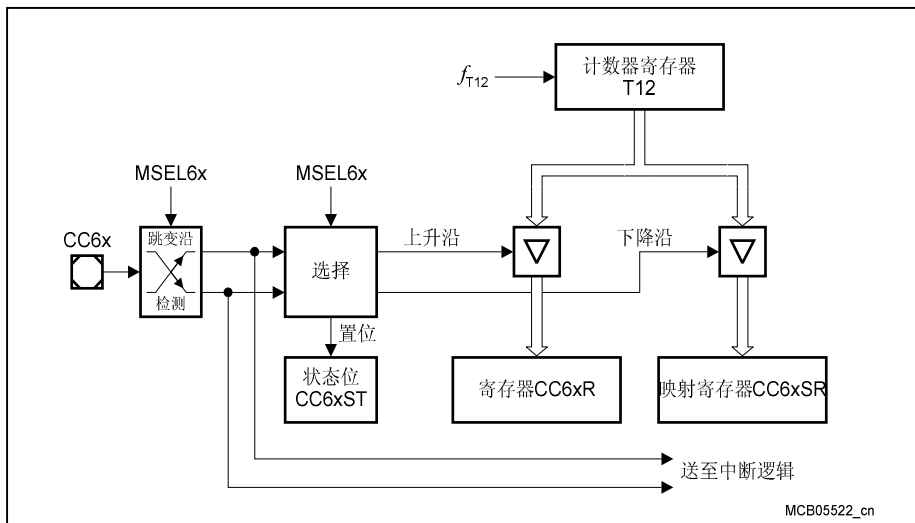 计数器寄存器
T12
fT12
MSEL6x
MSEL6x
CC6x
跳变沿
检测
选择
上升沿
下降沿
置位
状态位
CC6xST
寄存器CC6xR
映射寄存器CC6xSR
送至中断逻辑
MCB05522_cn